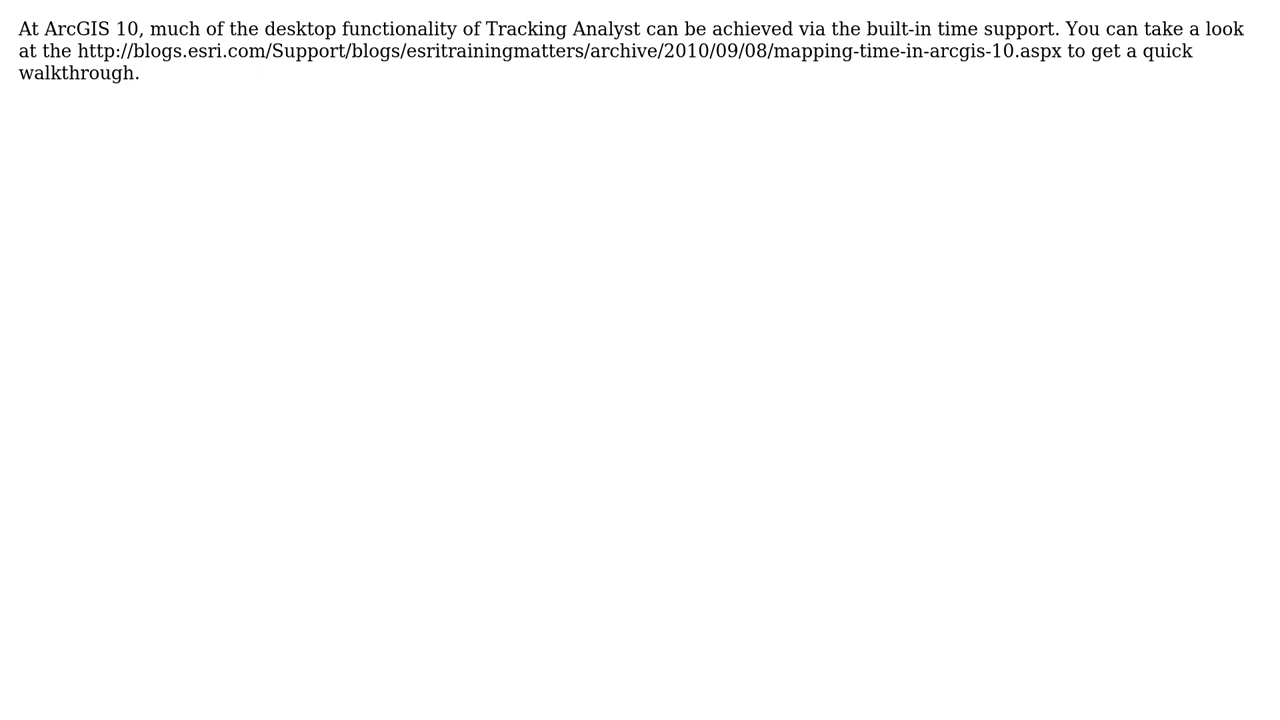 At ArcGIS 10, much of the desktop functionality of Tracking Analyst can be achieved via the built-in time support. You can take a look
at the http://blogs.esri.com/Support/blogs/esritrainingmatters/archive/2010/09/08/mapping-time-in-arcgis-10.aspx to get a quick
walkthrough.